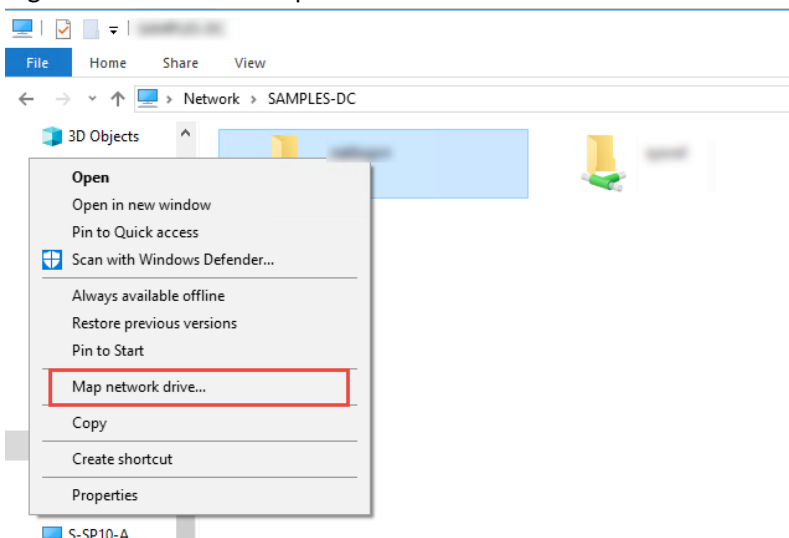 File Home Share View
Network > SAMPLES-DC
3D Objects
Open
Open in new window
Pin to Quick access
Scan with Windows Defender...
Always available offline
Restore previous versions
Pin to Start
Map network drive...
Copy
Create shortcut
Properties
S-SP10-A